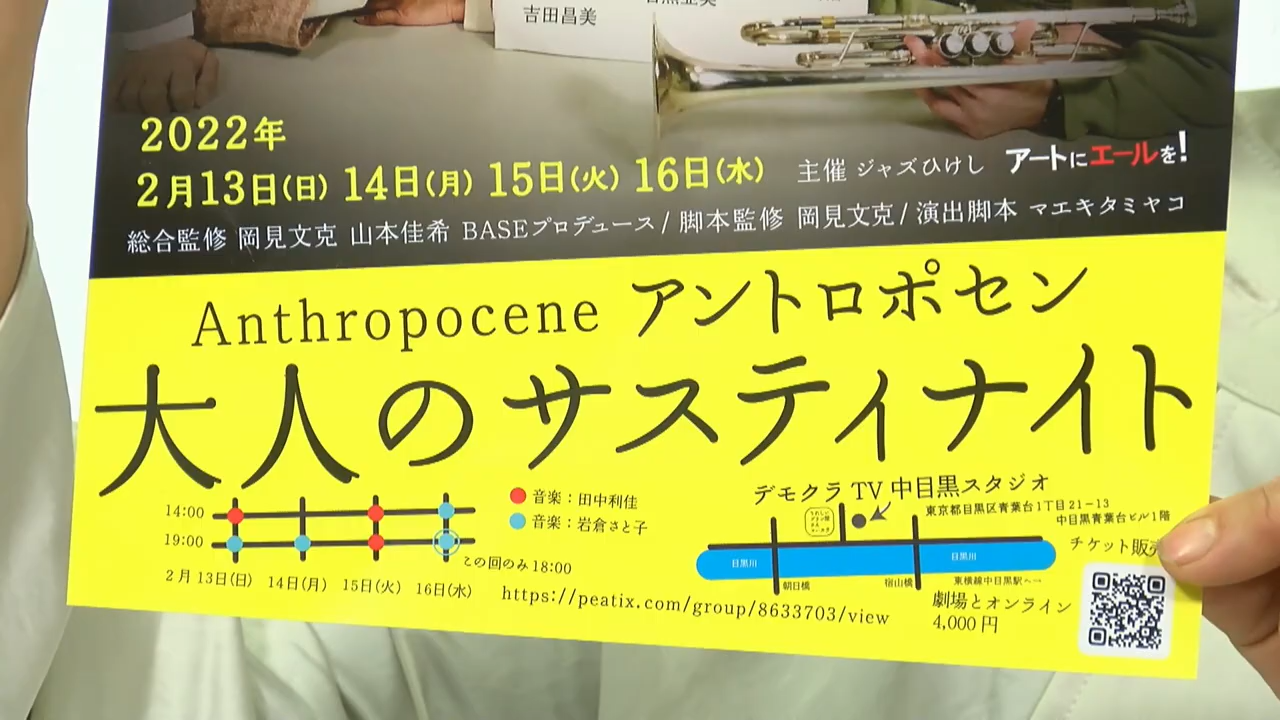 吉田昌美
2022年
2月13日(日) 14日(月) 15日(火) 16日(水) 主催 ジャズひけし アートにエールを!
総合監修 岡見文克 山本佳希 BASEプロデュース / 脚本監修 岡見文克 / 演出脚本 マエキタミヤコ
Anthropocene アントロポセン
大人のサスティナイト
14:00
19:00
この回のみ18:00
2月13日(日) 14日(月) 15日(火) 16日(水)
音楽:田中利佳
音楽:岩倉さと子
デモクラTV 中目黒スタジオ
東京都目黒区青葉台1丁目21-13
中目黒青葉台ビル1階
目黒川 目黒川
朝日橋 宿山橋 東横線中目黒駅へ→
チケット販売
劇場とオンライン
4,000円
https://peatix.com/group/8633703/view